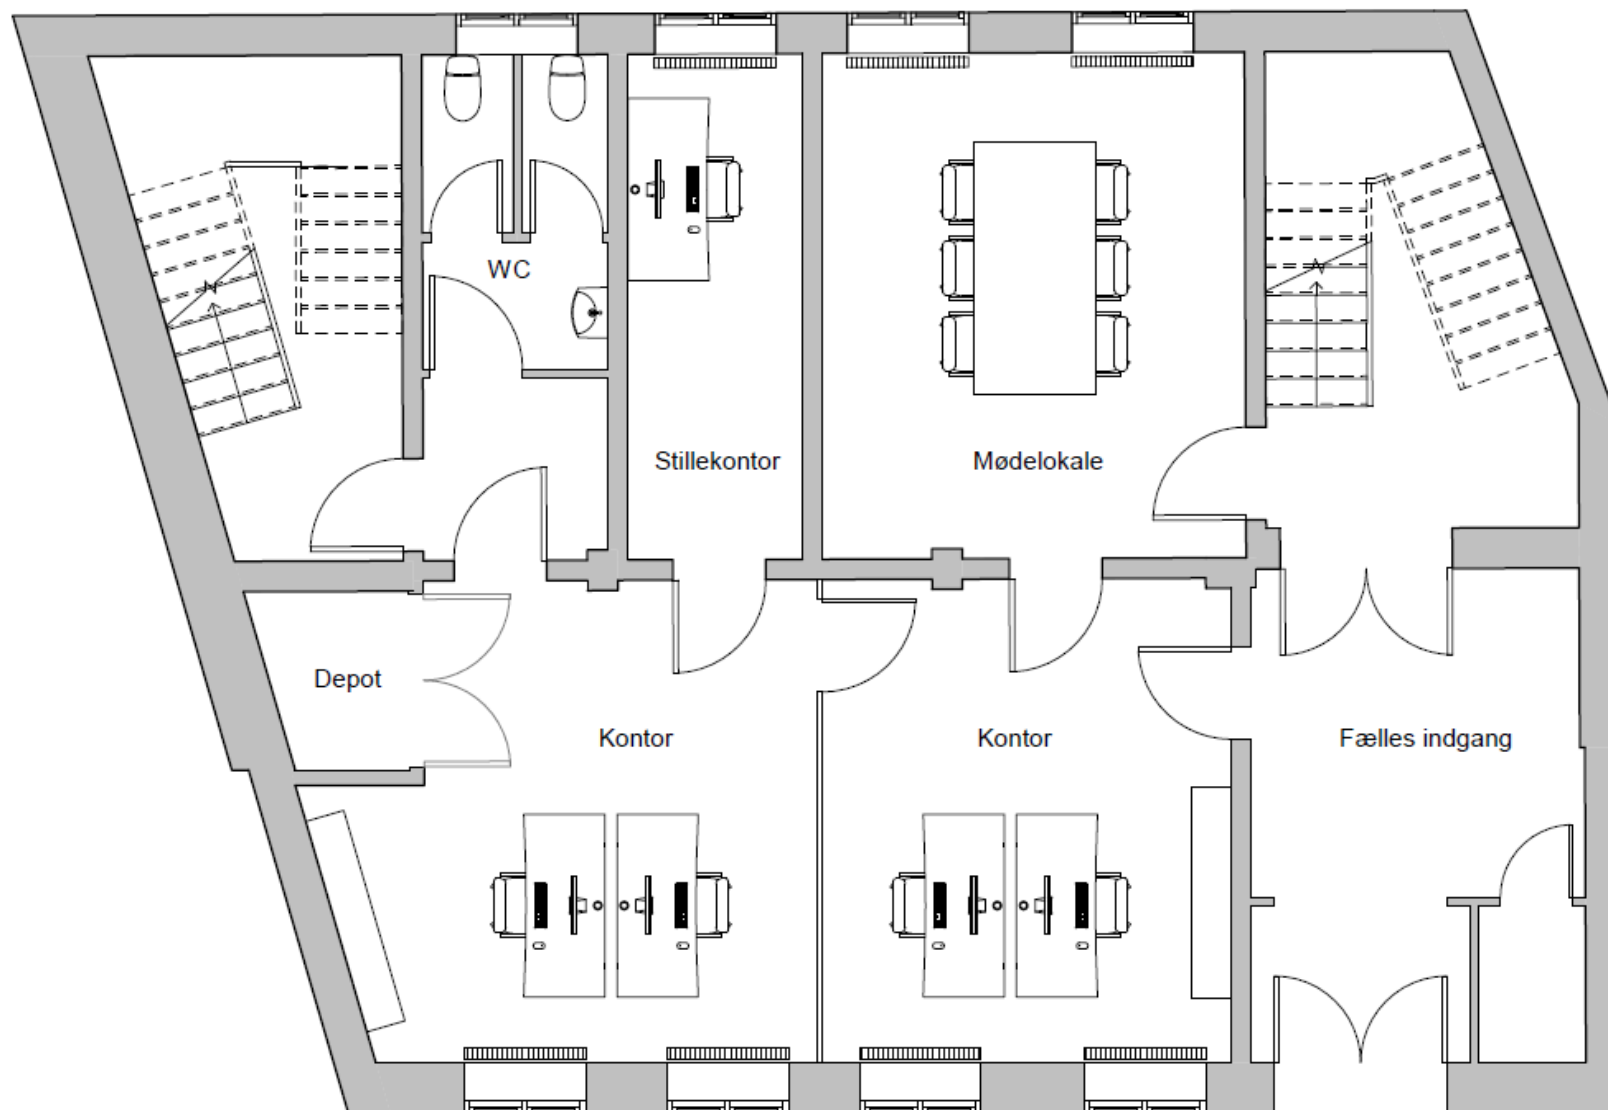 WC
Stillekontor
Mødelokale
Depot
Kontor
Kontor
Fælles indgang